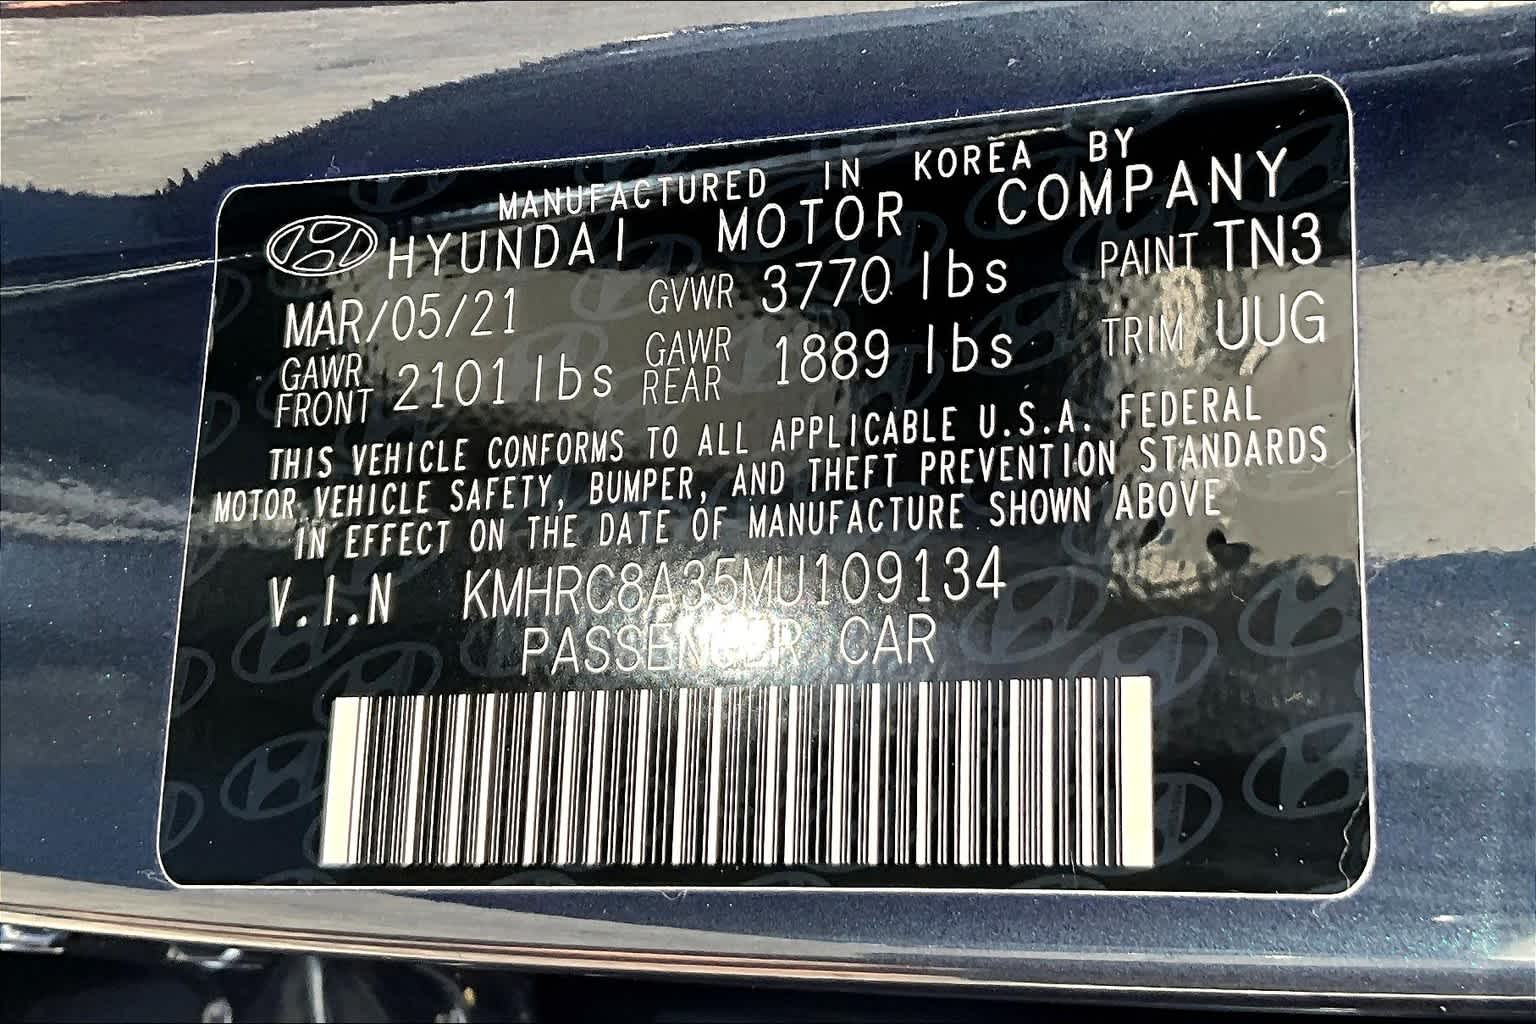 MANUFACTURED IN KOREA BY
HYUNDAI MOTOR COMPANY
MAR/05/21 GVWR 3770 lbs PAINT TN3
GAWR FRONT 2101 lbs GAWR REAR 1889 lbs TRIM UUG
THIS VEHICLE CONFORMS TO ALL APPLICABLE U.S.A. FEDERAL
MOTOR VEHICLE SAFETY, BUMPER, AND THEFT PREVENTION STANDARDS
IN EFFECT ON THE DATE OF MANUFACTURE SHOWN ABOVE
V.I.N KMHRC8A35MU109134
PASSENGER CAR